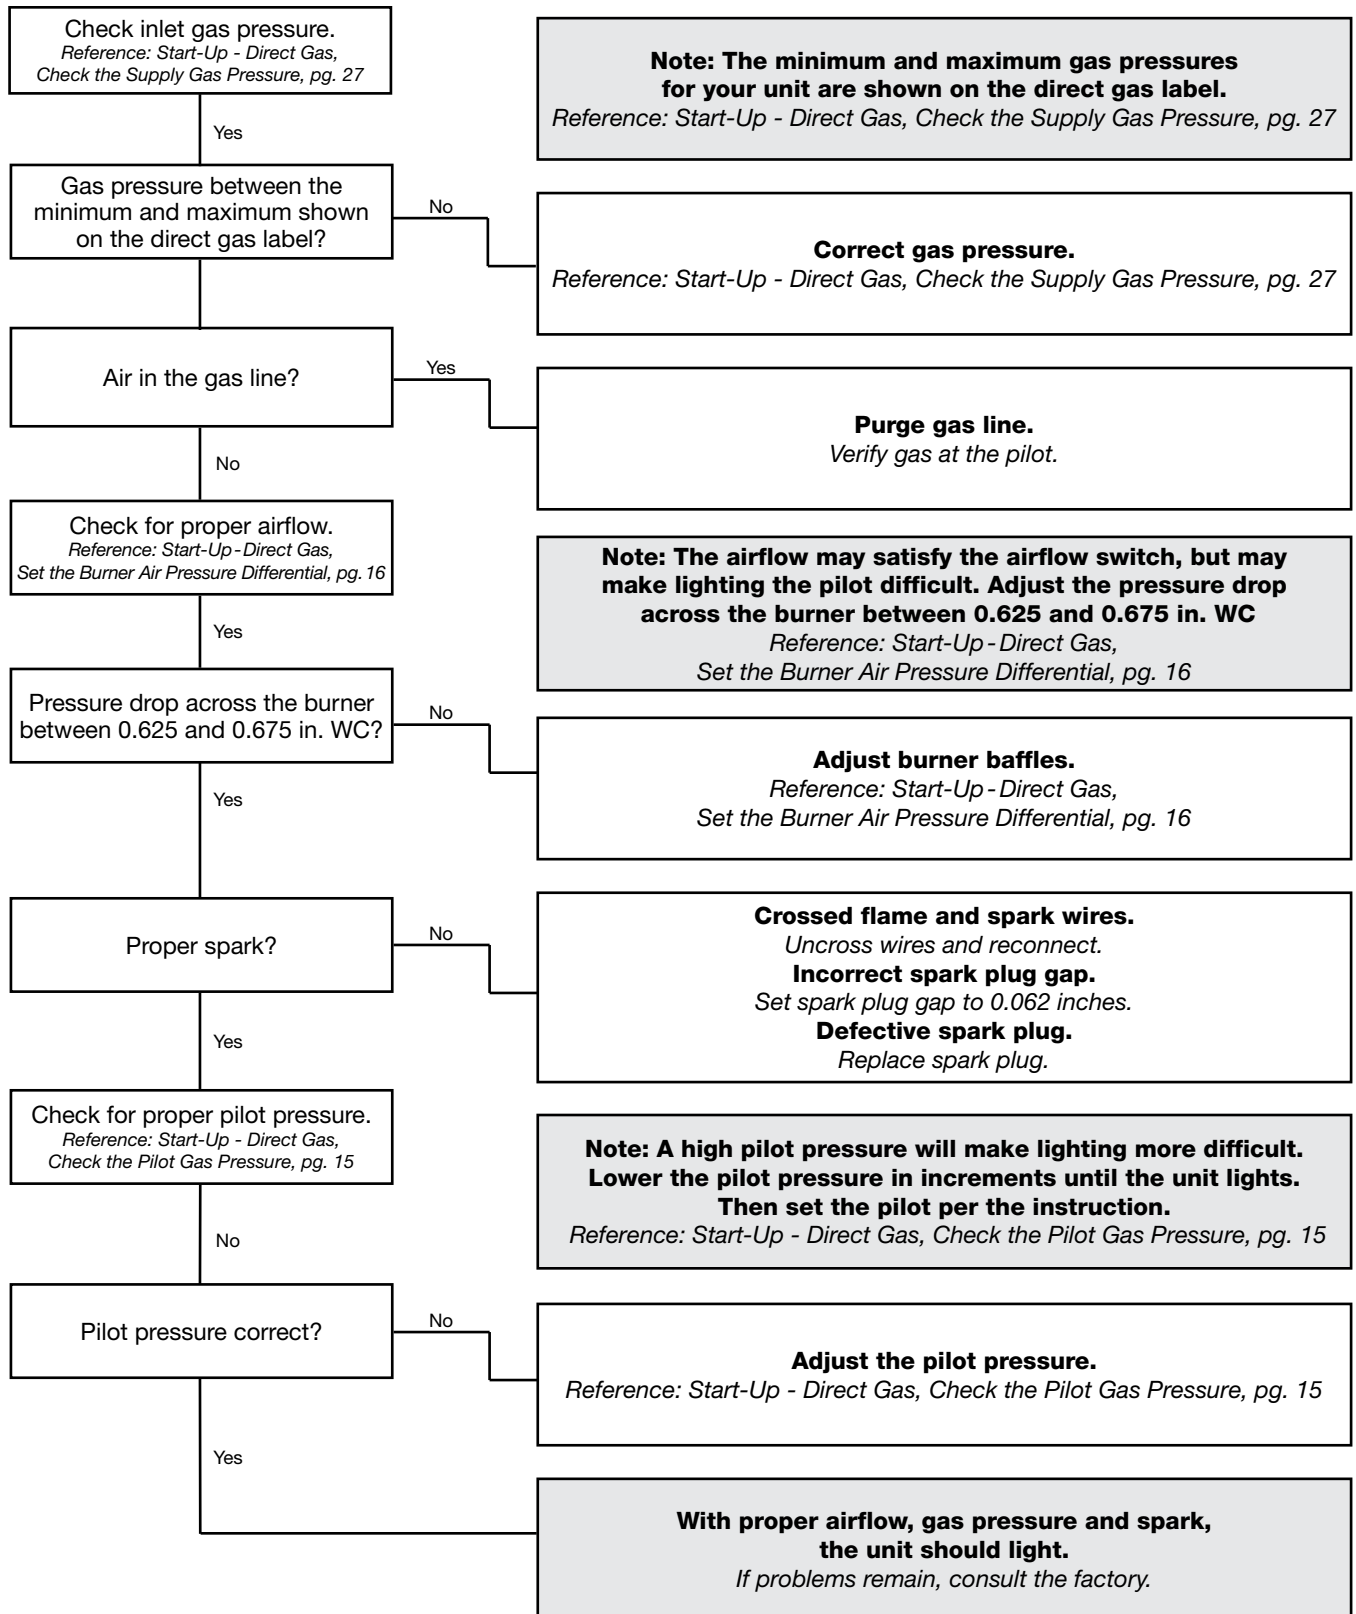 Check inlet gas pressure.
Reference: Start-Up - Direct Gas,
Check the Supply Gas Pressure, pg. 27
Note: The minimum and maximum gas pressures
for your unit are shown on the direct gas label.
Reference: Start-Up - Direct Gas, Check the Supply Gas Pressure, pg. 27
Yes
Gas pressure between the
minimum and maximum shown
on the direct gas label?
No
Correct gas pressure.
Reference: Start-Up - Direct Gas, Check the Supply Gas Pressure, pg. 27
Air in the gas line?
Yes
Purge gas line.
Verify gas at the pilot.
No
Check for proper airflow.
Reference: Start-Up - Direct Gas,
Set the Burner Air Pressure Differential, pg. 16
Note: The airflow may satisfy the airflow switch, but may
make lighting the pilot difficult. Adjust the pressure drop
across the burner between 0.625 and 0.675 in. WC
Reference: Start-Up - Direct Gas,
Set the Burner Air Pressure Differential, pg. 16
Yes
Pressure drop across the burner
between 0.625 and 0.675 in. WC?
No
Adjust burner baffles.
Reference: Start-Up - Direct Gas,
Set the Burner Air Pressure Differential, pg. 16
Yes
Proper spark?
No
Crossed flame and spark wires.
Uncross wires and reconnect.
Incorrect spark plug gap.
Set spark plug gap to 0.062 inches.
Defective spark plug.
Replace spark plug.
Yes
Check for proper pilot pressure.
Reference: Start-Up - Direct Gas,
Check the Pilot Gas Pressure, pg. 15
Note: A high pilot pressure will make lighting more difficult.
Lower the pilot pressure in increments until the unit lights.
Then set the pilot per the instruction.
Reference: Start-Up - Direct Gas, Check the Pilot Gas Pressure, pg. 15
No
Pilot pressure correct?
No
Adjust the pilot pressure.
Reference: Start-Up - Direct Gas, Check the Pilot Gas Pressure, pg. 15
Yes
With proper airflow, gas pressure and spark,
the unit should light.
If problems remain, consult the factory.